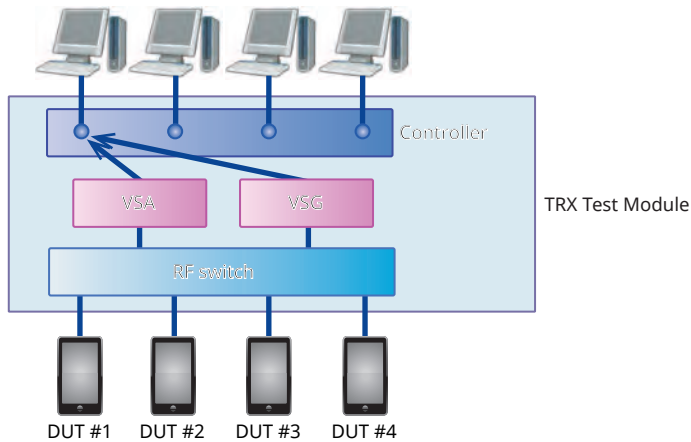 Controller
VSA VSG
TRX Test Module
RF switch
DUT #1 DUT #2 DUT #3 DUT #4